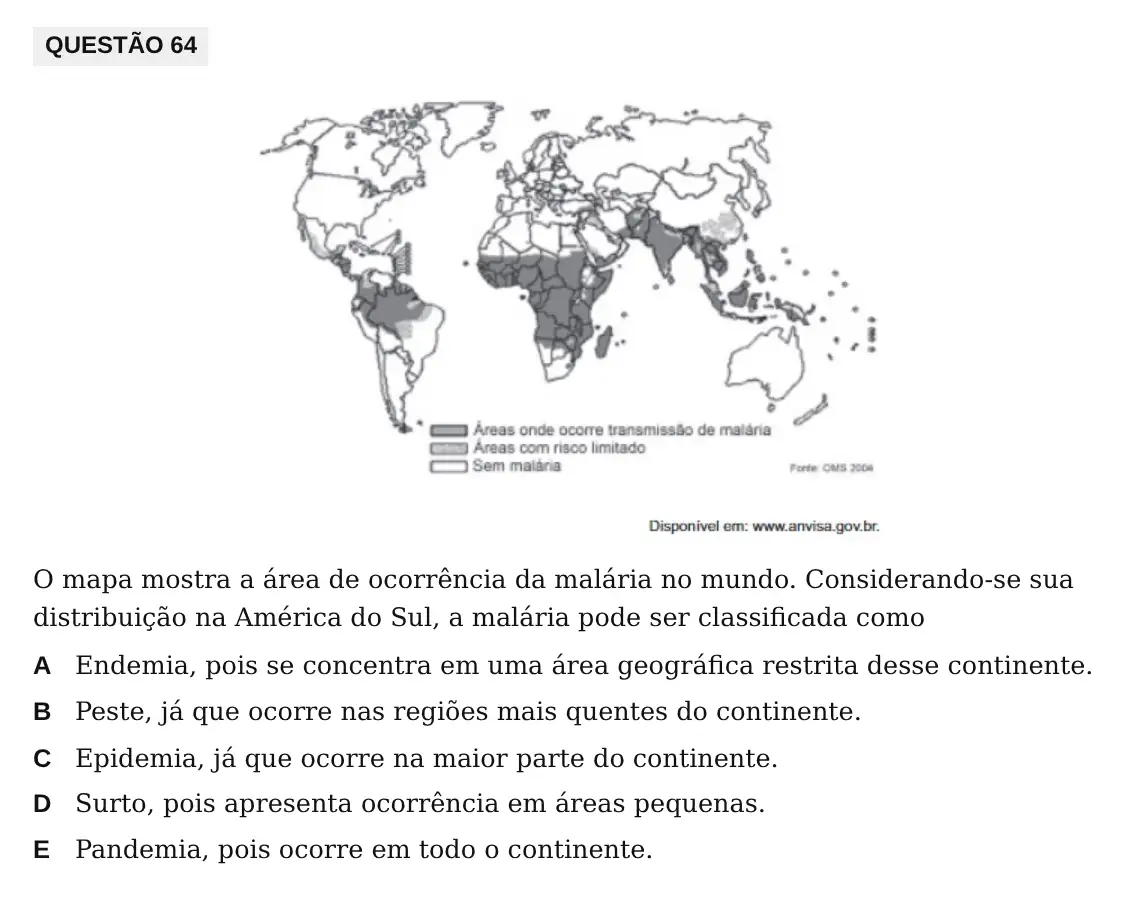 QUESTÃO 64
Áreas onde ocorre transmissão de malária
Áreas com risco limitado
Sem malária
Fonte: OMS 2004
Disponível em: www.anvisa.gov.br.
O mapa mostra a área de ocorrência da malária no mundo. Considerando-se sua
distribuição na América do Sul, a malária pode ser classificada como
A Endemia, pois se concentra em uma área geográfica restrita desse continente.
B Peste, já que ocorre nas regiões mais quentes do continente.
C Epidemia, já que ocorre na maior parte do continente.
D Surto, pois apresenta ocorrência em áreas pequenas.
E Pandemia, pois ocorre em todo o continente.